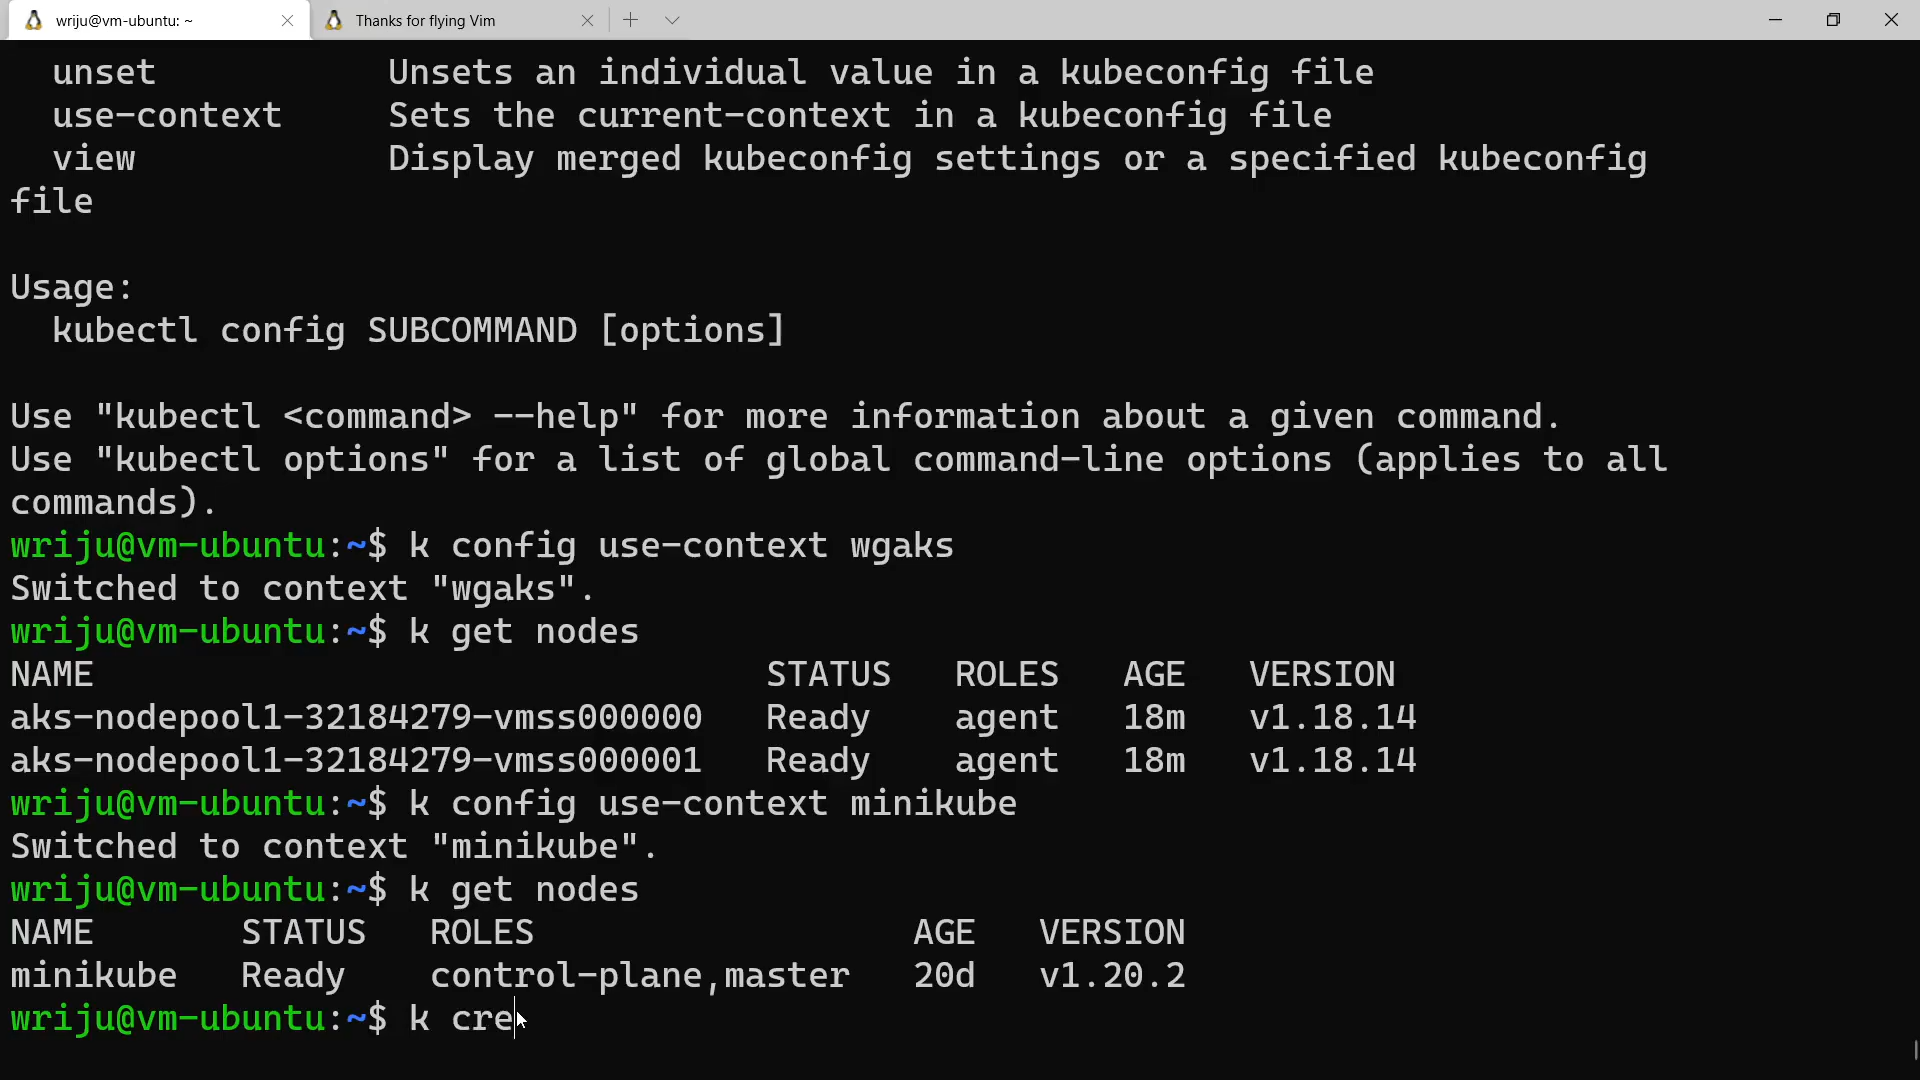 wriju@vm-ubuntu: ~
Thanks for flying Vim
unset Unsets an individual value in a kubeconfig file
use-context Sets the current-context in a kubeconfig file
view Display merged kubeconfig settings or a specified kubeconfig
file
Usage:
kubectl config SUBCOMMAND [options]
Use "kubectl <command> --help" for more information about a given command.
Use "kubectl options" for a list of global command-line options (applies to all
commands).
wriju@vm-ubuntu:~$ k config use-context wgaks
Switched to context "wgaks".
wriju@vm-ubuntu:~$ k get nodes
NAME STATUS ROLES AGE VERSION
aks-nodepool1-32184279-vmss000000 Ready agent 18m v1.18.14
aks-nodepool1-32184279-vmss000001 Ready agent 18m v1.18.14
wriju@vm-ubuntu:~$ k config use-context minikube
Switched to context "minikube".
wriju@vm-ubuntu:~$ k get nodes
NAME STATUS ROLES AGE VERSION
minikube Ready control-plane,master 20d v1.20.2
wriju@vm-ubuntu:~$ k cre